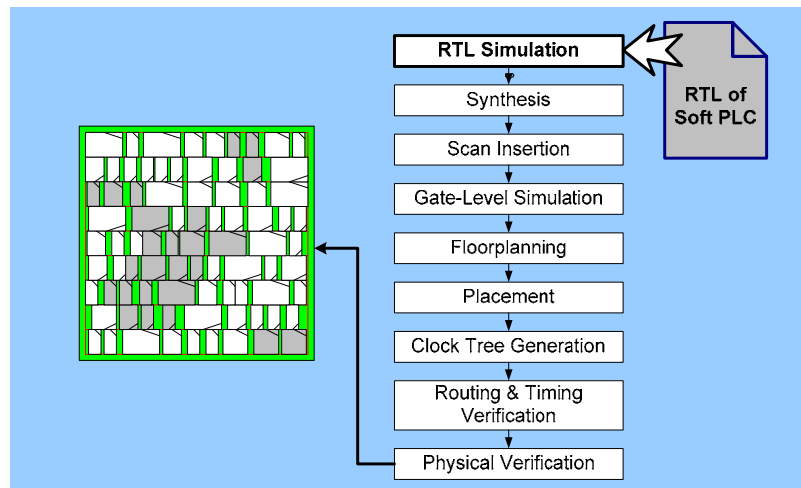 RTL Simulation
RTL of
Soft PLC
Synthesis
Scan Insertion
Gate-Level Simulation
Floorplanning
Placement
Clock Tree Generation
Routing & Timing
Verification
Physical Verification